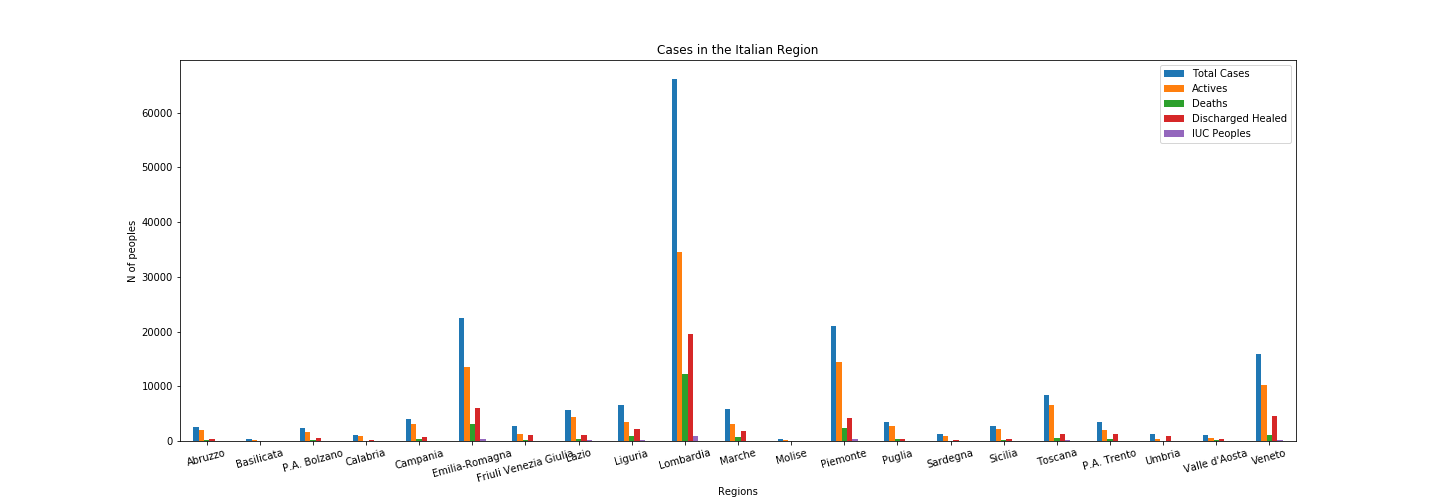 Cases in the Italian Region
Total Cases
Actives
Deaths
Discharged Healed
IUC Peoples
N of peoples
60000
50000
40000
30000
20000
10000
0
Abruzzo
Basilicata
P.A. Bolzano
Calabria
Campania
Emilia-Romagna
Friuli Venezia Giulia
Lazio
Liguria
Lombardia
Marche
Molise
Piemonte
Puglia
Sardegna
Sicilia
Toscana
P.A. Trento
Umbria
Valle d'Aosta
Veneto
Regions